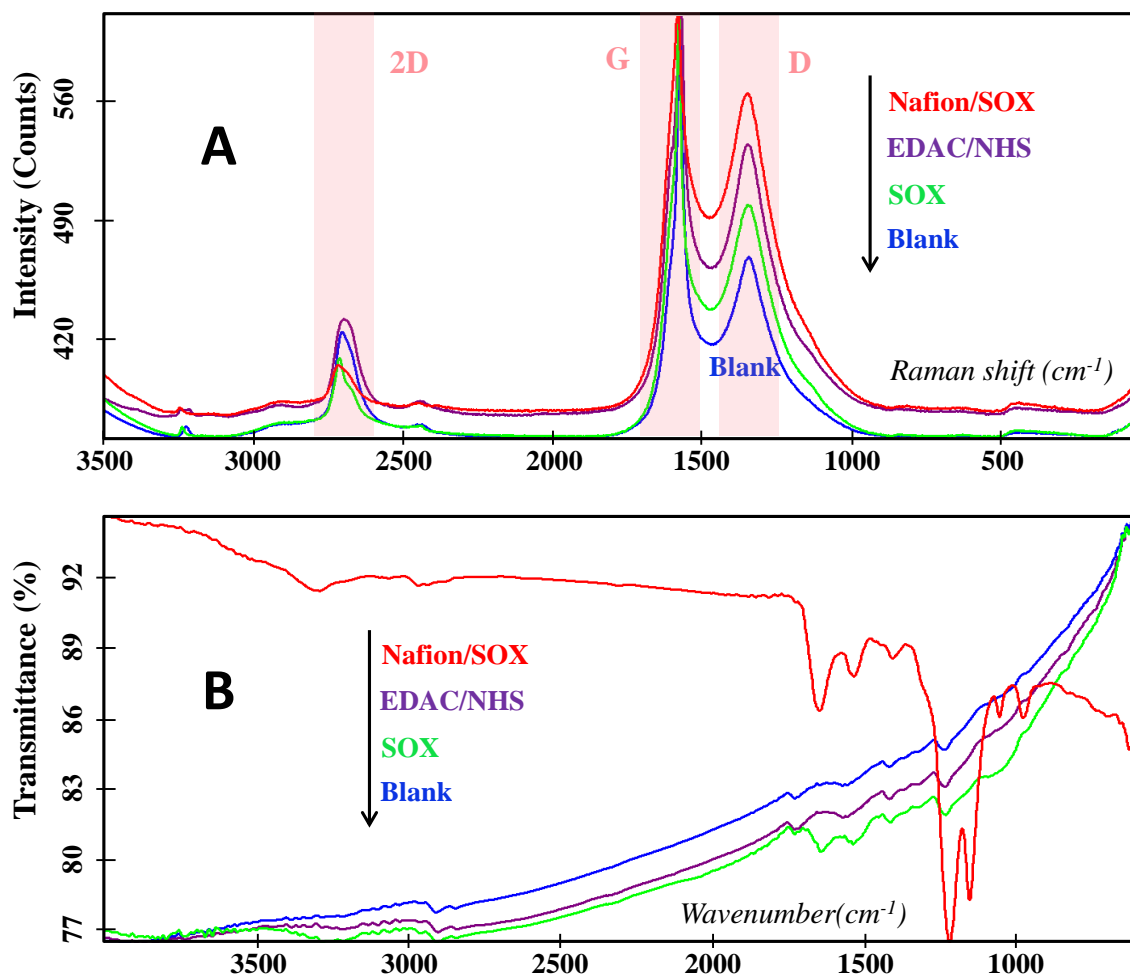 Intensity (Counts)
560
490
420
A
2D
G
D
Nafion/SOX
EDAC/NHS
SOX
Blank
Blank
Raman shift (cm-1)
3500
3000
2500
2000
1500
1000
500
Transmittance (%)
92
89
86
83
80
77
B
Nafion/SOX
EDAC/NHS
SOX
Blank
Wavenumber(cm-1)
3500
3000
2500
2000
1500
1000